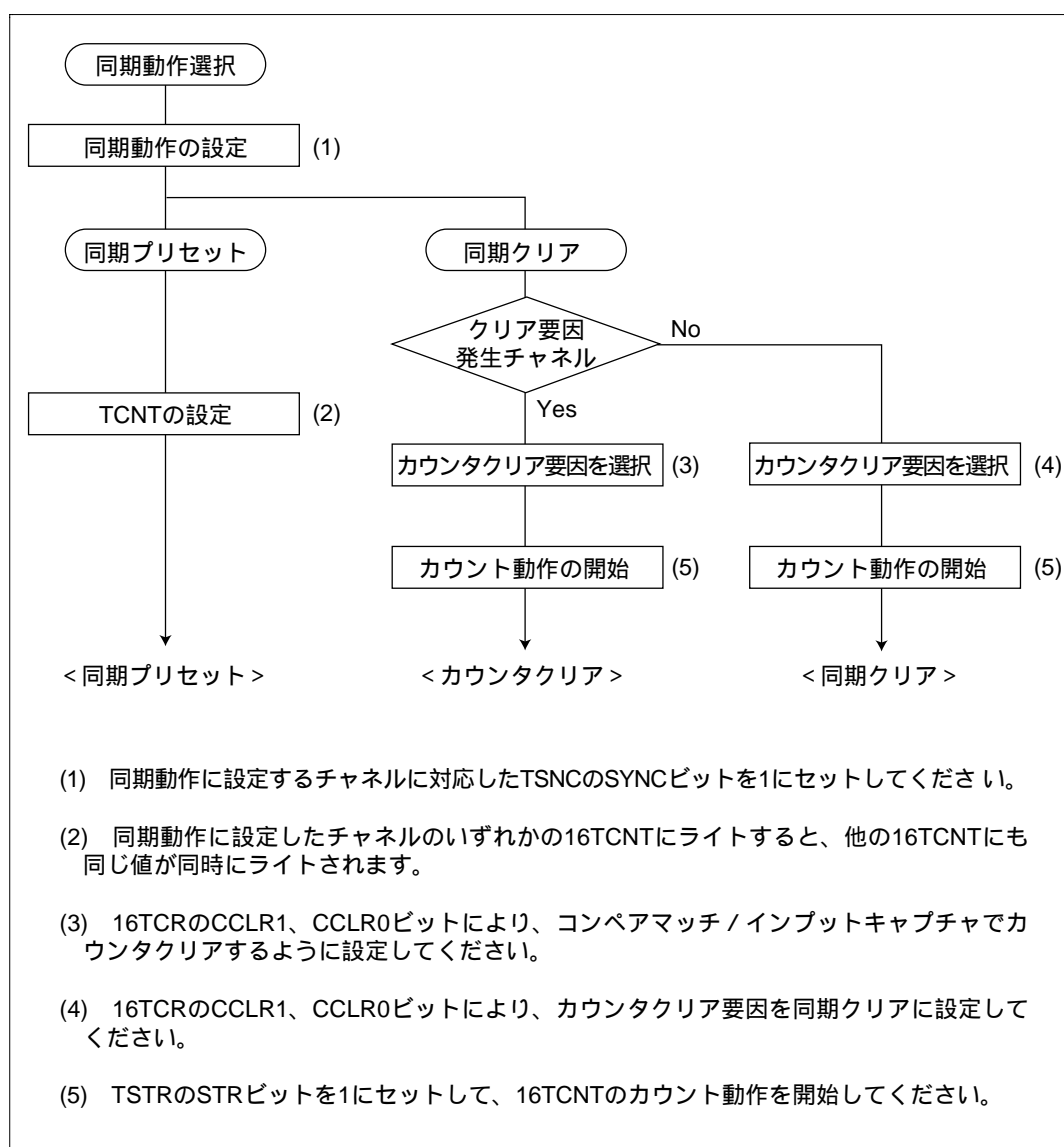 同期動作選択
同期動作の設定 (1)
同期プリセット 同期クリア
クリア要因
発生チャネル
No
Yes
TCNTの設定 (2)
カウンタクリア要因を選択 (3) カウンタクリア要因を選択 (4)
カウント動作の開始 (5) カウント動作の開始 (5)
<同期プリセット> <カウンタクリア> <同期クリア>
(1) 同期動作に設定するチャネルに対応したTSNCのSYNCビットを1にセットしてください。
(2) 同期動作に設定したチャネルのいずれかの16TCNTにライトすると、他の16TCNTにも
同じ値が同時にライトされます。
(3) 16TCRのCCLR1、CCLR0ビットにより、コンペアマッチ / インプットキャプチャでカ
ウンタクリアするように設定してください。
(4) 16TCRのCCLR1、CCLR0ビットにより、カウンタクリア要因を同期クリアに設定して
ください。
(5) TSTRのSTRビットを1にセットして、16TCNTのカウント動作を開始してください。